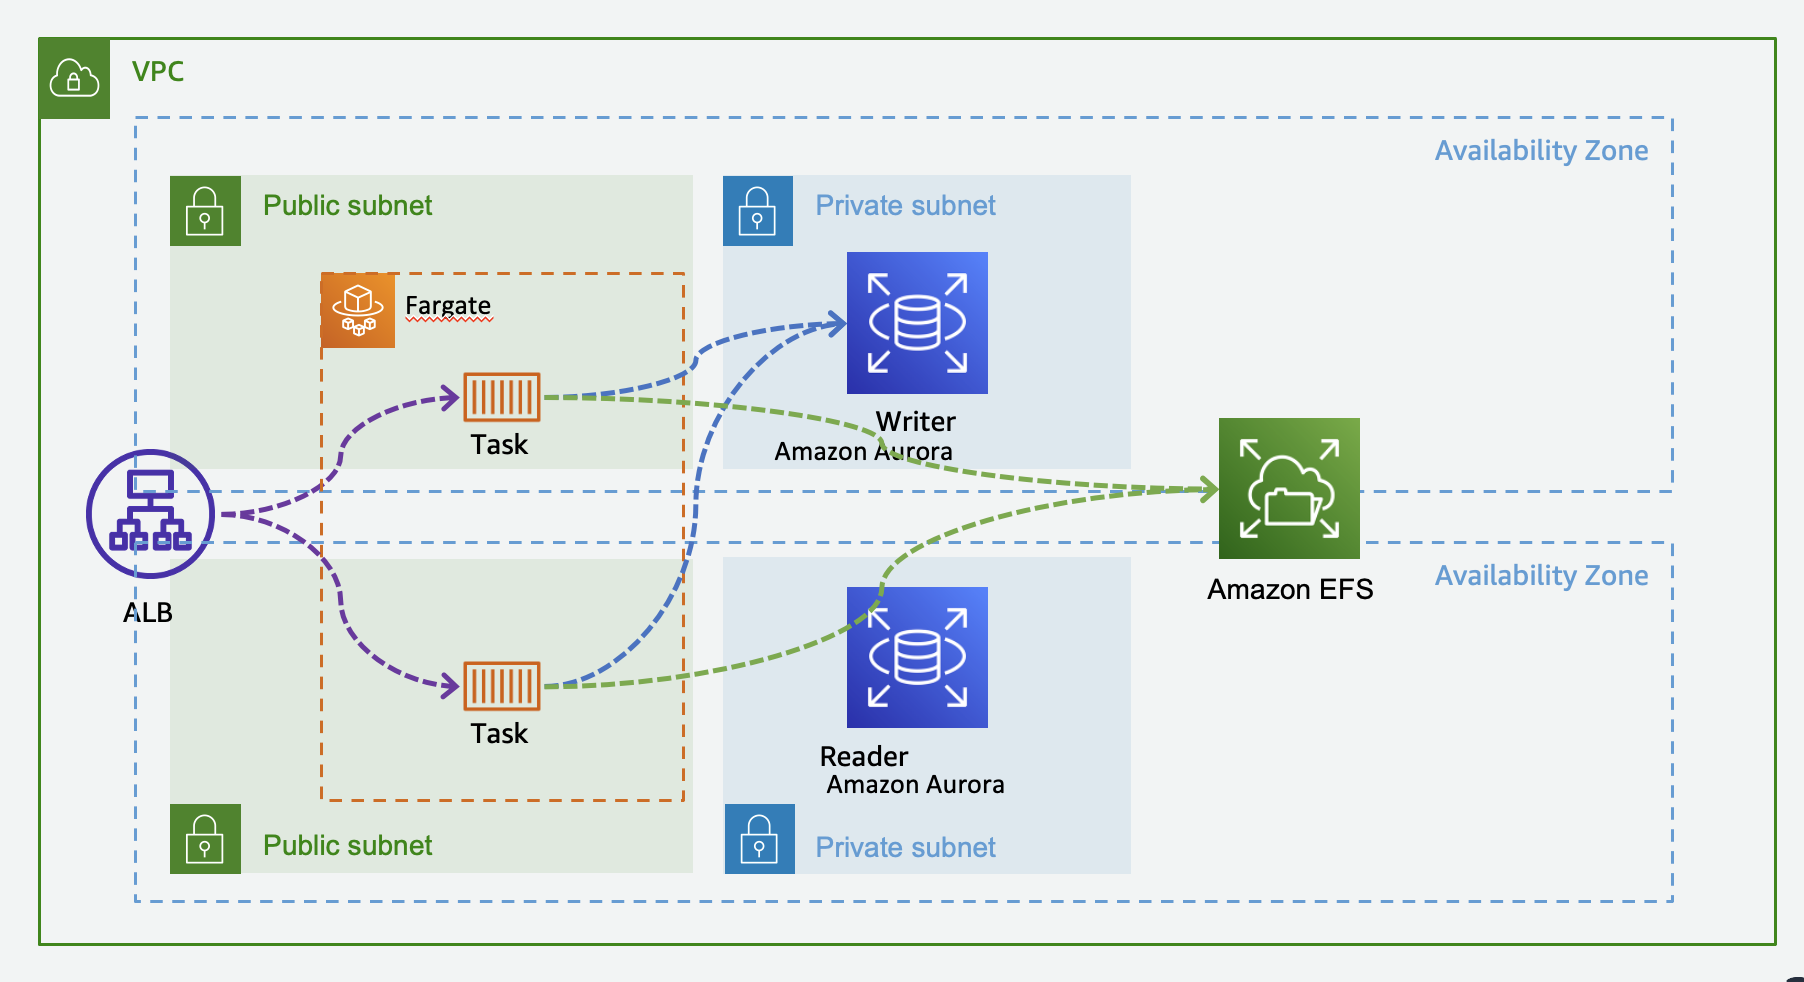 VPC
Availability Zone
Public subnet
Private subnet
Fargate
Task
Writer
Amazon Aurora
Amazon EFS
Availability Zone
ALB
Task
Reader
Amazon Aurora
Public subnet
Private subnet